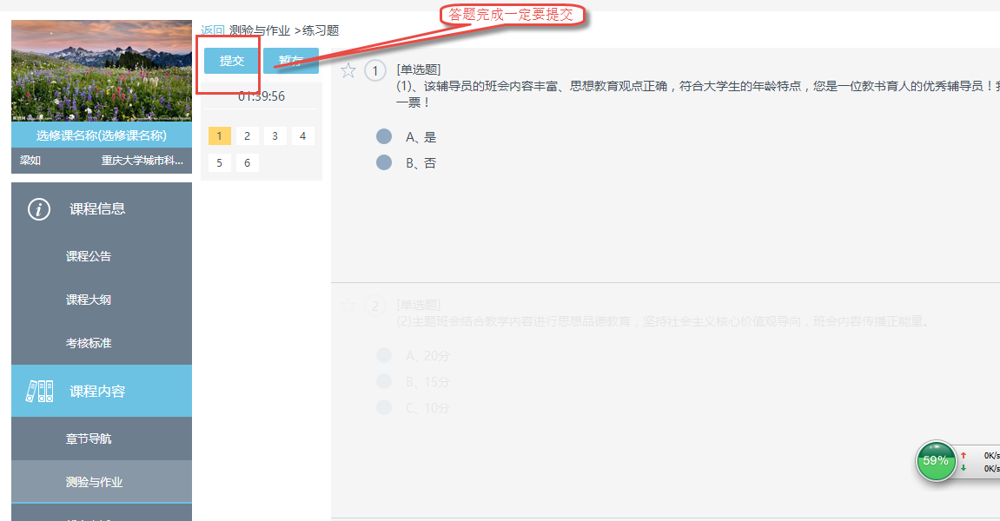 答题完成一定要提交
返回 测验与作业 >练习题
提交
暂存
01:39:56
1 2 3 4
5 6
选修课名称(选修课名称)
梁如 重庆大学城市科...
课程信息
课程公告
课程大纲
考核标准
课程内容
章节导航
测验与作业
1 [单选题]
(1)、该辅导员的班会内容丰富、思想教育观点正确，符合大学生的年龄特点，您是一位教书育人的优秀辅导员！
一票！
A、是
B、否
2 [单选题]
(2)主题班会结合教学内容进行思想品德教育，坚持社会主义核心价值观导向，班会内容传播正能量。
A、20分
B、15分
C、10分
59%
0K/s
0K/s